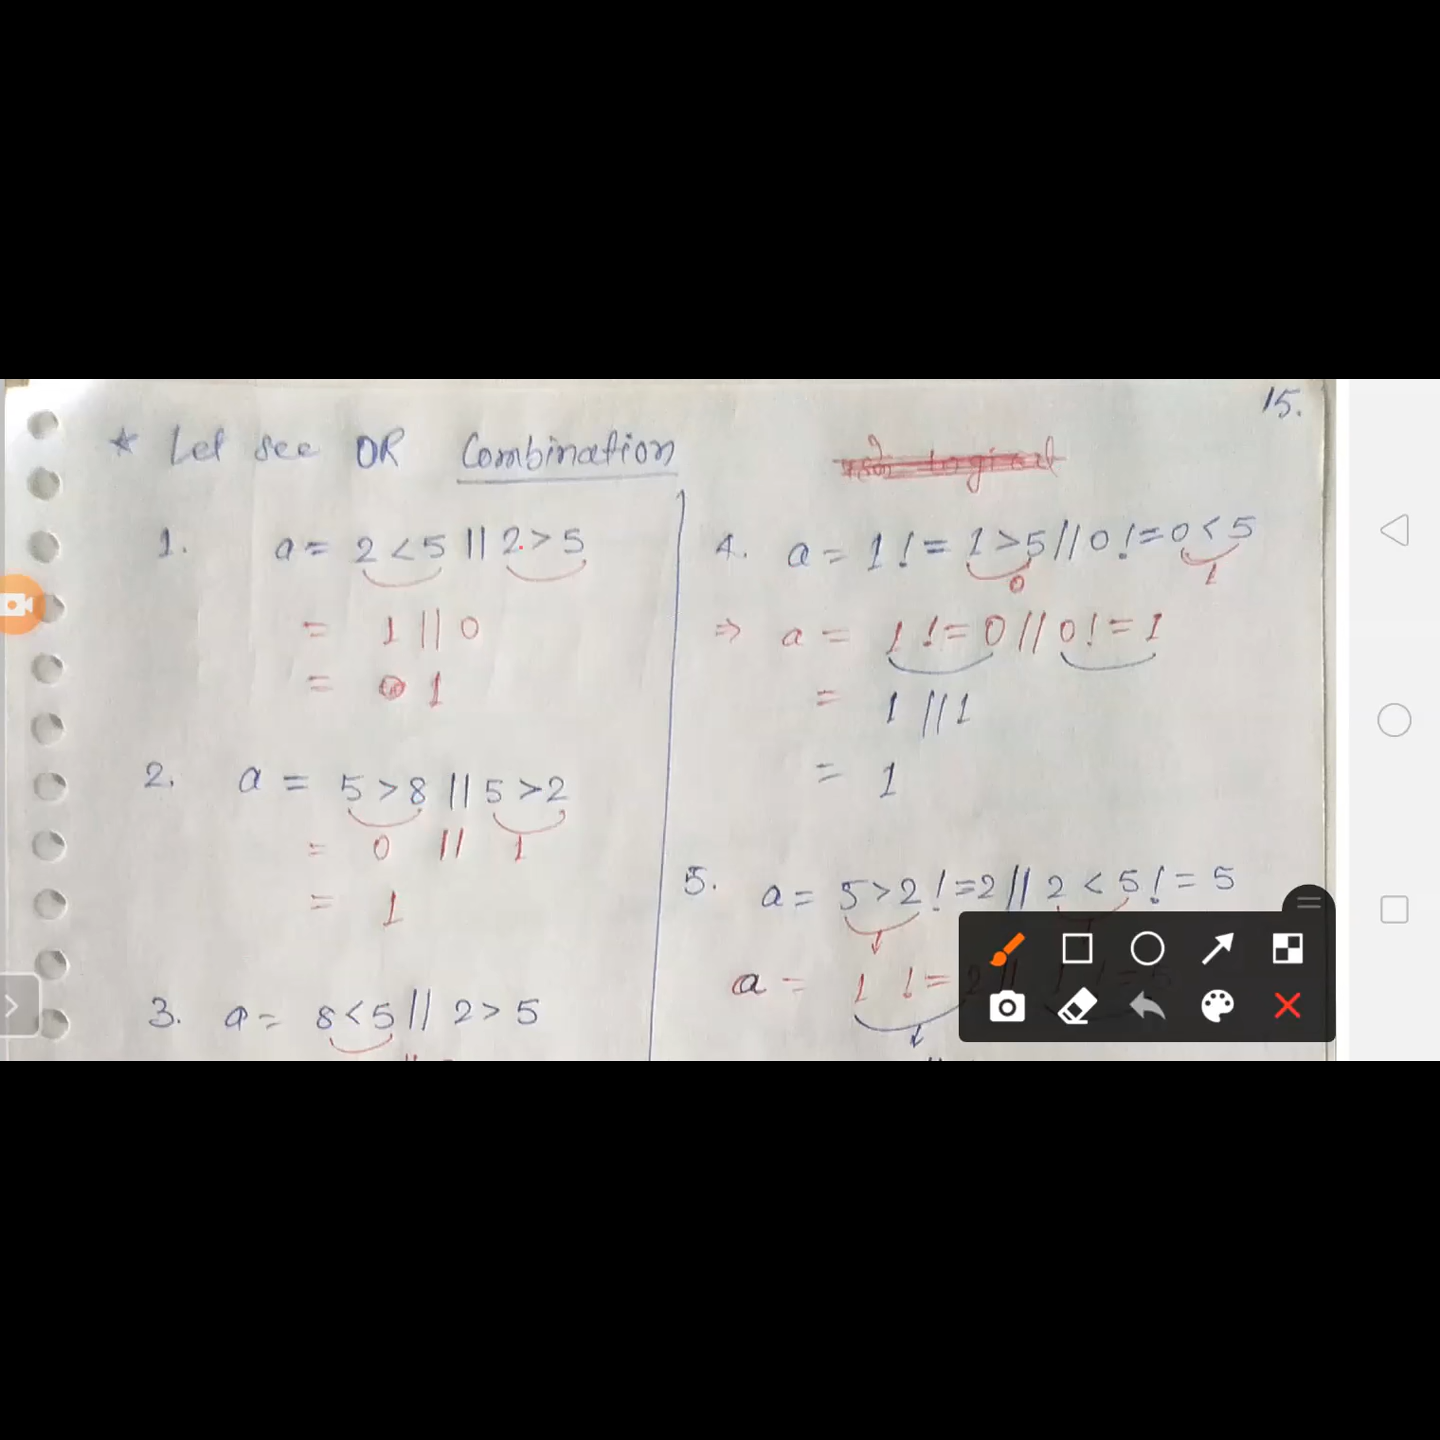 15.
* Let see OR Combination
1. a = 2 < 5 || 2 > 5
= 1 || 0
= 1
2. a = 5 > 8 || 5 > 2
= 0 || 1
= 1
3. a = 8 < 5 || 2 > 5
4. a = 1 != 1 > 5 || 0 != 0 < 5
0 1
⇒ a = 1 != 0 || 0 != 1
= 1 || 1
= 1
5. a = 5 > 2 != 2 || 2 < 5 != 5
a = 1 != 2 ||